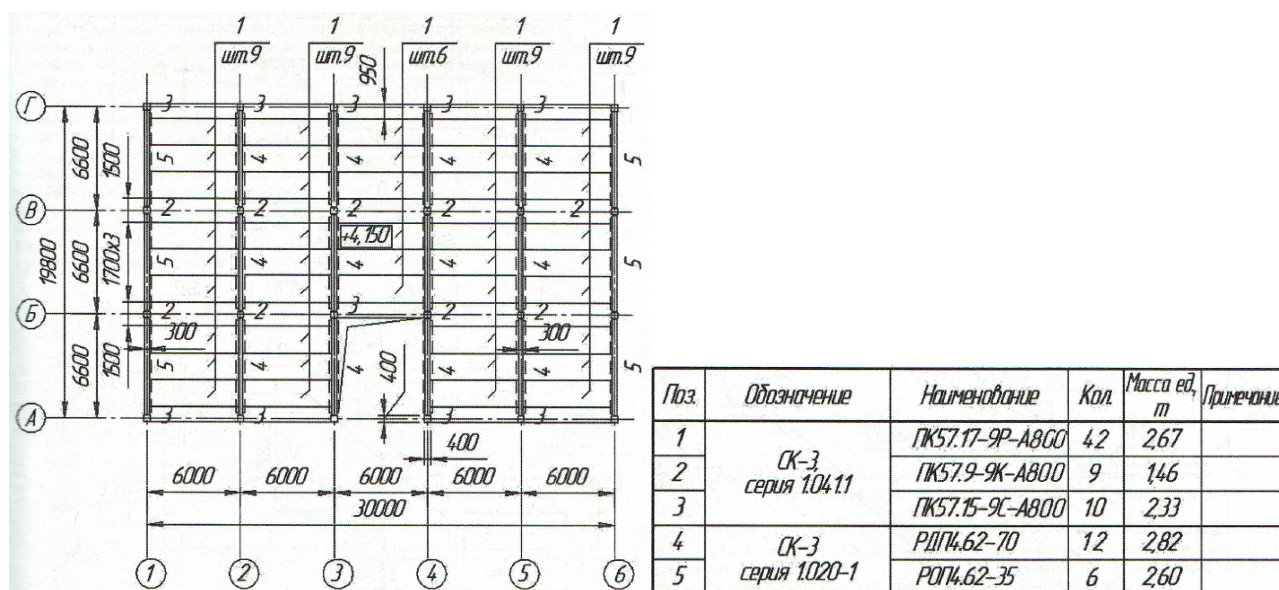 1 1 1 1 1
шт.9 шт.9 шт.6 шт.9 шт.9
950
Г 3 3 3 3 3
6600 1500 5 4 4 4 4 5
В 2 2 2 2 2
+4,150
19800 6600 1700х3 5 4 4 4 4 5
Б 2 2 3 2 2
300 300
6600 1500 5 4 4 400 4 4 5
А 3 3 3 3
400
6000 6000 6000 6000 6000
30000
1 2 3 4 5 6
Поз. Обозначение Наименование Кол. Масса ед, т Примечание
1 СК-3, серия 1.041.1 ПК57.17-9Р-А800 42 2,67
2 ПК57.9-9К-А800 9 1,46
3 ПК57.15-9С-А800 10 2,33
4 СК-3 серия 1.020-1 РДП4.62-70 12 2,82
5 РОП4.62-35 6 2,60